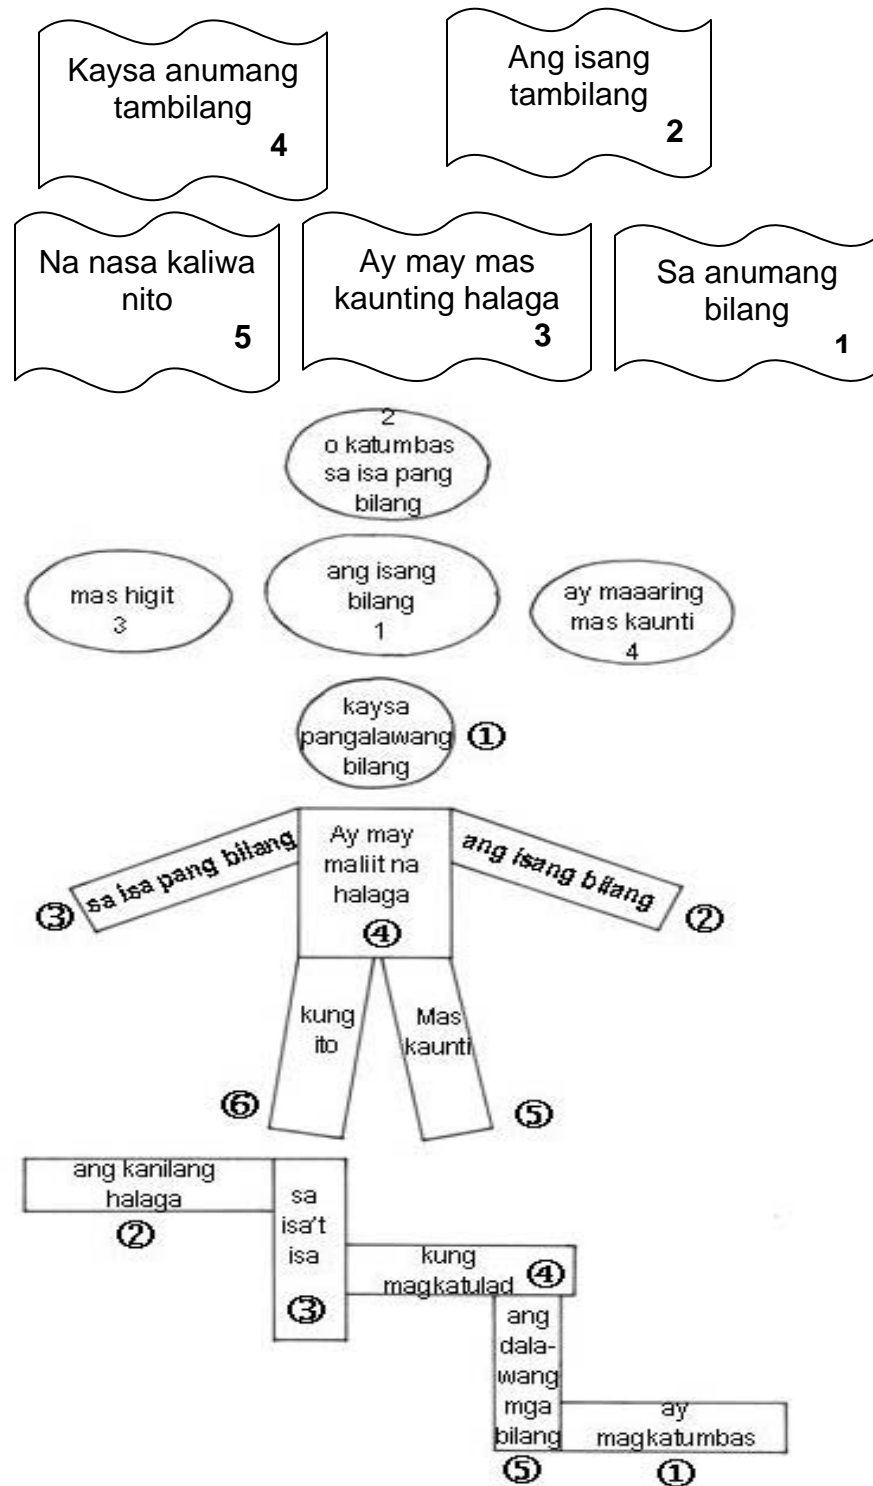 Kaysa anumang
tambilang
4
Ang isang
tambilang
2
Na nasa kaliwa
nito
5
Ay may mas
kaunting halaga
3
Sa anumang
bilang
1
2
o katumbas
sa isa pang
bilang
mas higit
3
ang isang
bilang
1
ay maaaring
mas kaunti
4
kaysa
pangalawang
bilang
①
sa isa pang bilang
③
Ay may
maliit na
halaga
④
ang isang bilang
②
kung
ito
⑥
Mas
kaunti
⑤
ang kanilang
halaga
②
sa
isa't
isa
③
kung
magkatulad
④
ang
dala-
wang
mga
bilang
⑤
ay
magkatumbas
①